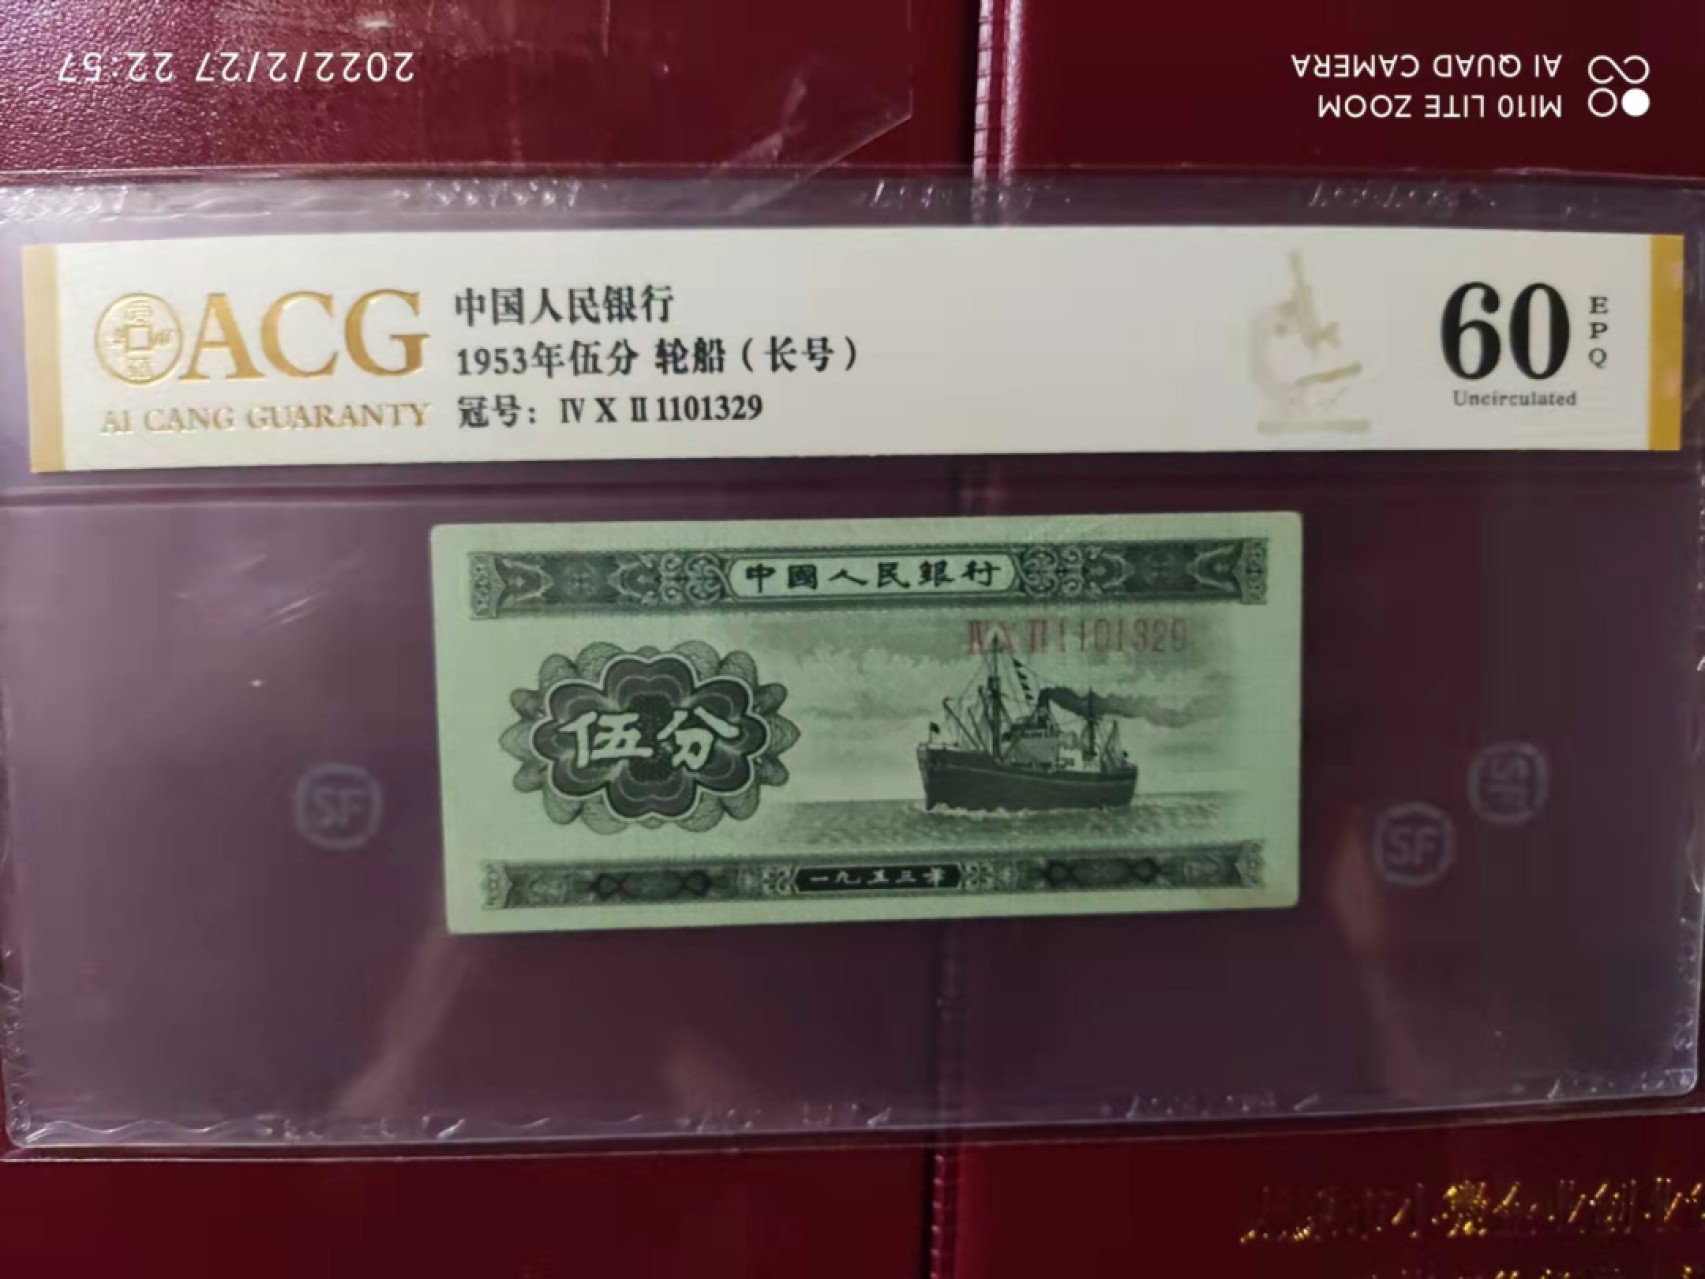 2022/2/27 22:57
MI10 LITE ZOOM
AI QUAD CAMERA
ACG
AI CANG GUARANTY
中国人民银行
1953年伍分 轮船（长号）
冠号：Ⅳ Ⅹ Ⅱ 1101329
60
EPQ
Uncirculated
中國人民銀行
Ⅳ Ⅹ Ⅱ 1101329
伍分
一九五三年
SF
SF
SF